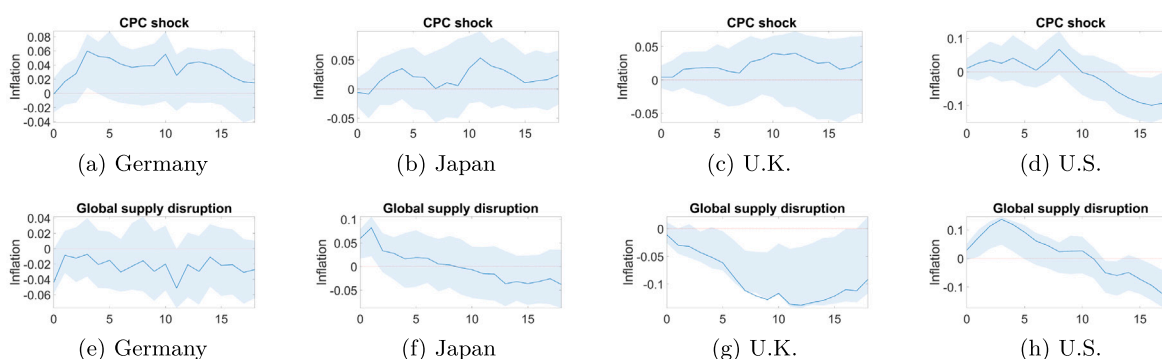 CPC shock CPC shock CPC shock CPC shock
Inflation 0.08 0.06 0.04 0.02 0 -0.02 -0.04 0 5 10 15
Inflation 0.05 0 -0.05 0 5 10 15
Inflation 0.05 0 -0.05 0 5 10 15
Inflation 0.1 0 -0.1 0 5 10 15
(a) Germany (b) Japan (c) U.K. (d) U.S.
Global supply disruption Global supply disruption Global supply disruption Global supply disruption
Inflation 0.04 0.02 0 -0.02 -0.04 -0.06 0 5 10 15
Inflation 0.1 0.05 0 -0.05 0 5 10 15
Inflation 0 -0.05 -0.1 0 5 10 15
Inflation 0.1 0 -0.1 0 5 10 15
(e) Germany (f) Japan (g) U.K. (h) U.S.